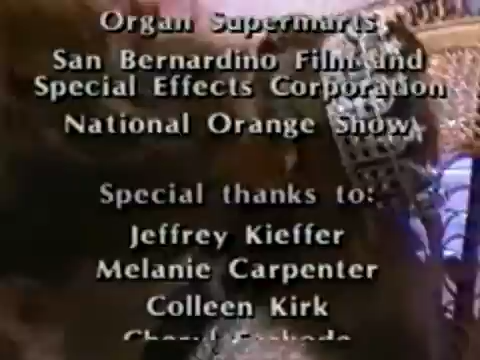 Organ Supermarts
San Bernardino Film and
Special Effects Corporation
National Orange Show
Special thanks to:
Jeffrey Kieffer
Melanie Carpenter
Colleen Kirk
Cheryl